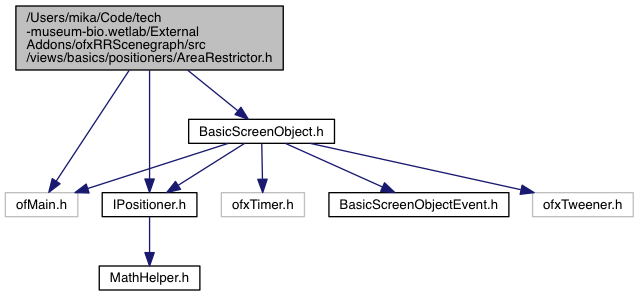 /Users/mika/Code/tech
-museum-bio.wetlab/External
Addons/ofxRRScenegraph/src
/views/basics/positioners/AreaRestrictor.h
BasicScreenObject.h
ofMain.h
IPositioner.h
ofxTimer.h
BasicScreenObjectEvent.h
ofxTweener.h
MathHelper.h